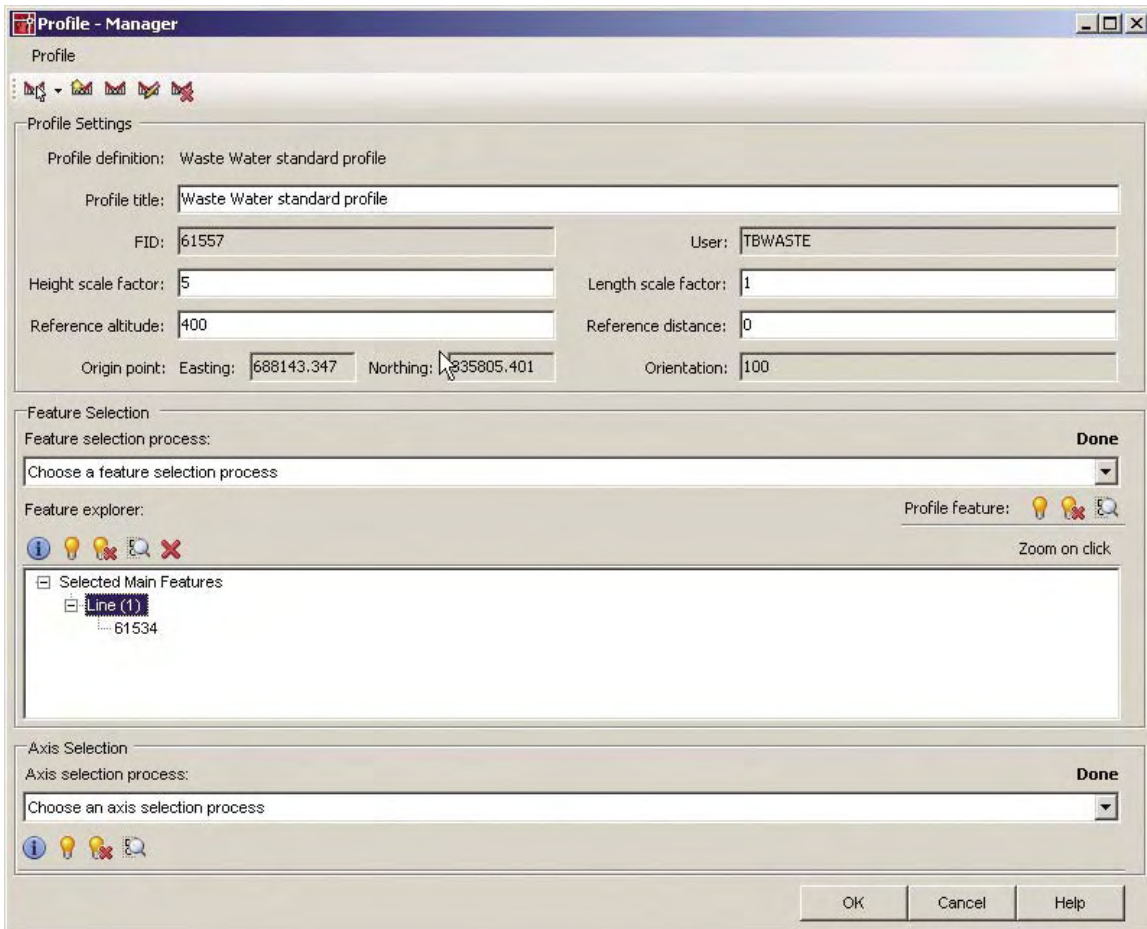 Profile - Manager
Profile
Profile Settings
Profile definition: Waste Water standard profile
Profile title: Waste Water standard profile
FID: 61557 User: TBWASTE
Height scale factor: 5 Length scale factor: 1
Reference altitude: 400 Reference distance: 0
Origin point: Easting: 688143.347 Northing: 835805.401 Orientation: 100
Feature Selection
Feature selection process: Done
Choose a feature selection process
Feature explorer: Profile feature:
Zoom on click
Selected Main Features
Line (1)
61534
Axis Selection
Axis selection process: Done
Choose an axis selection process
OK Cancel Help